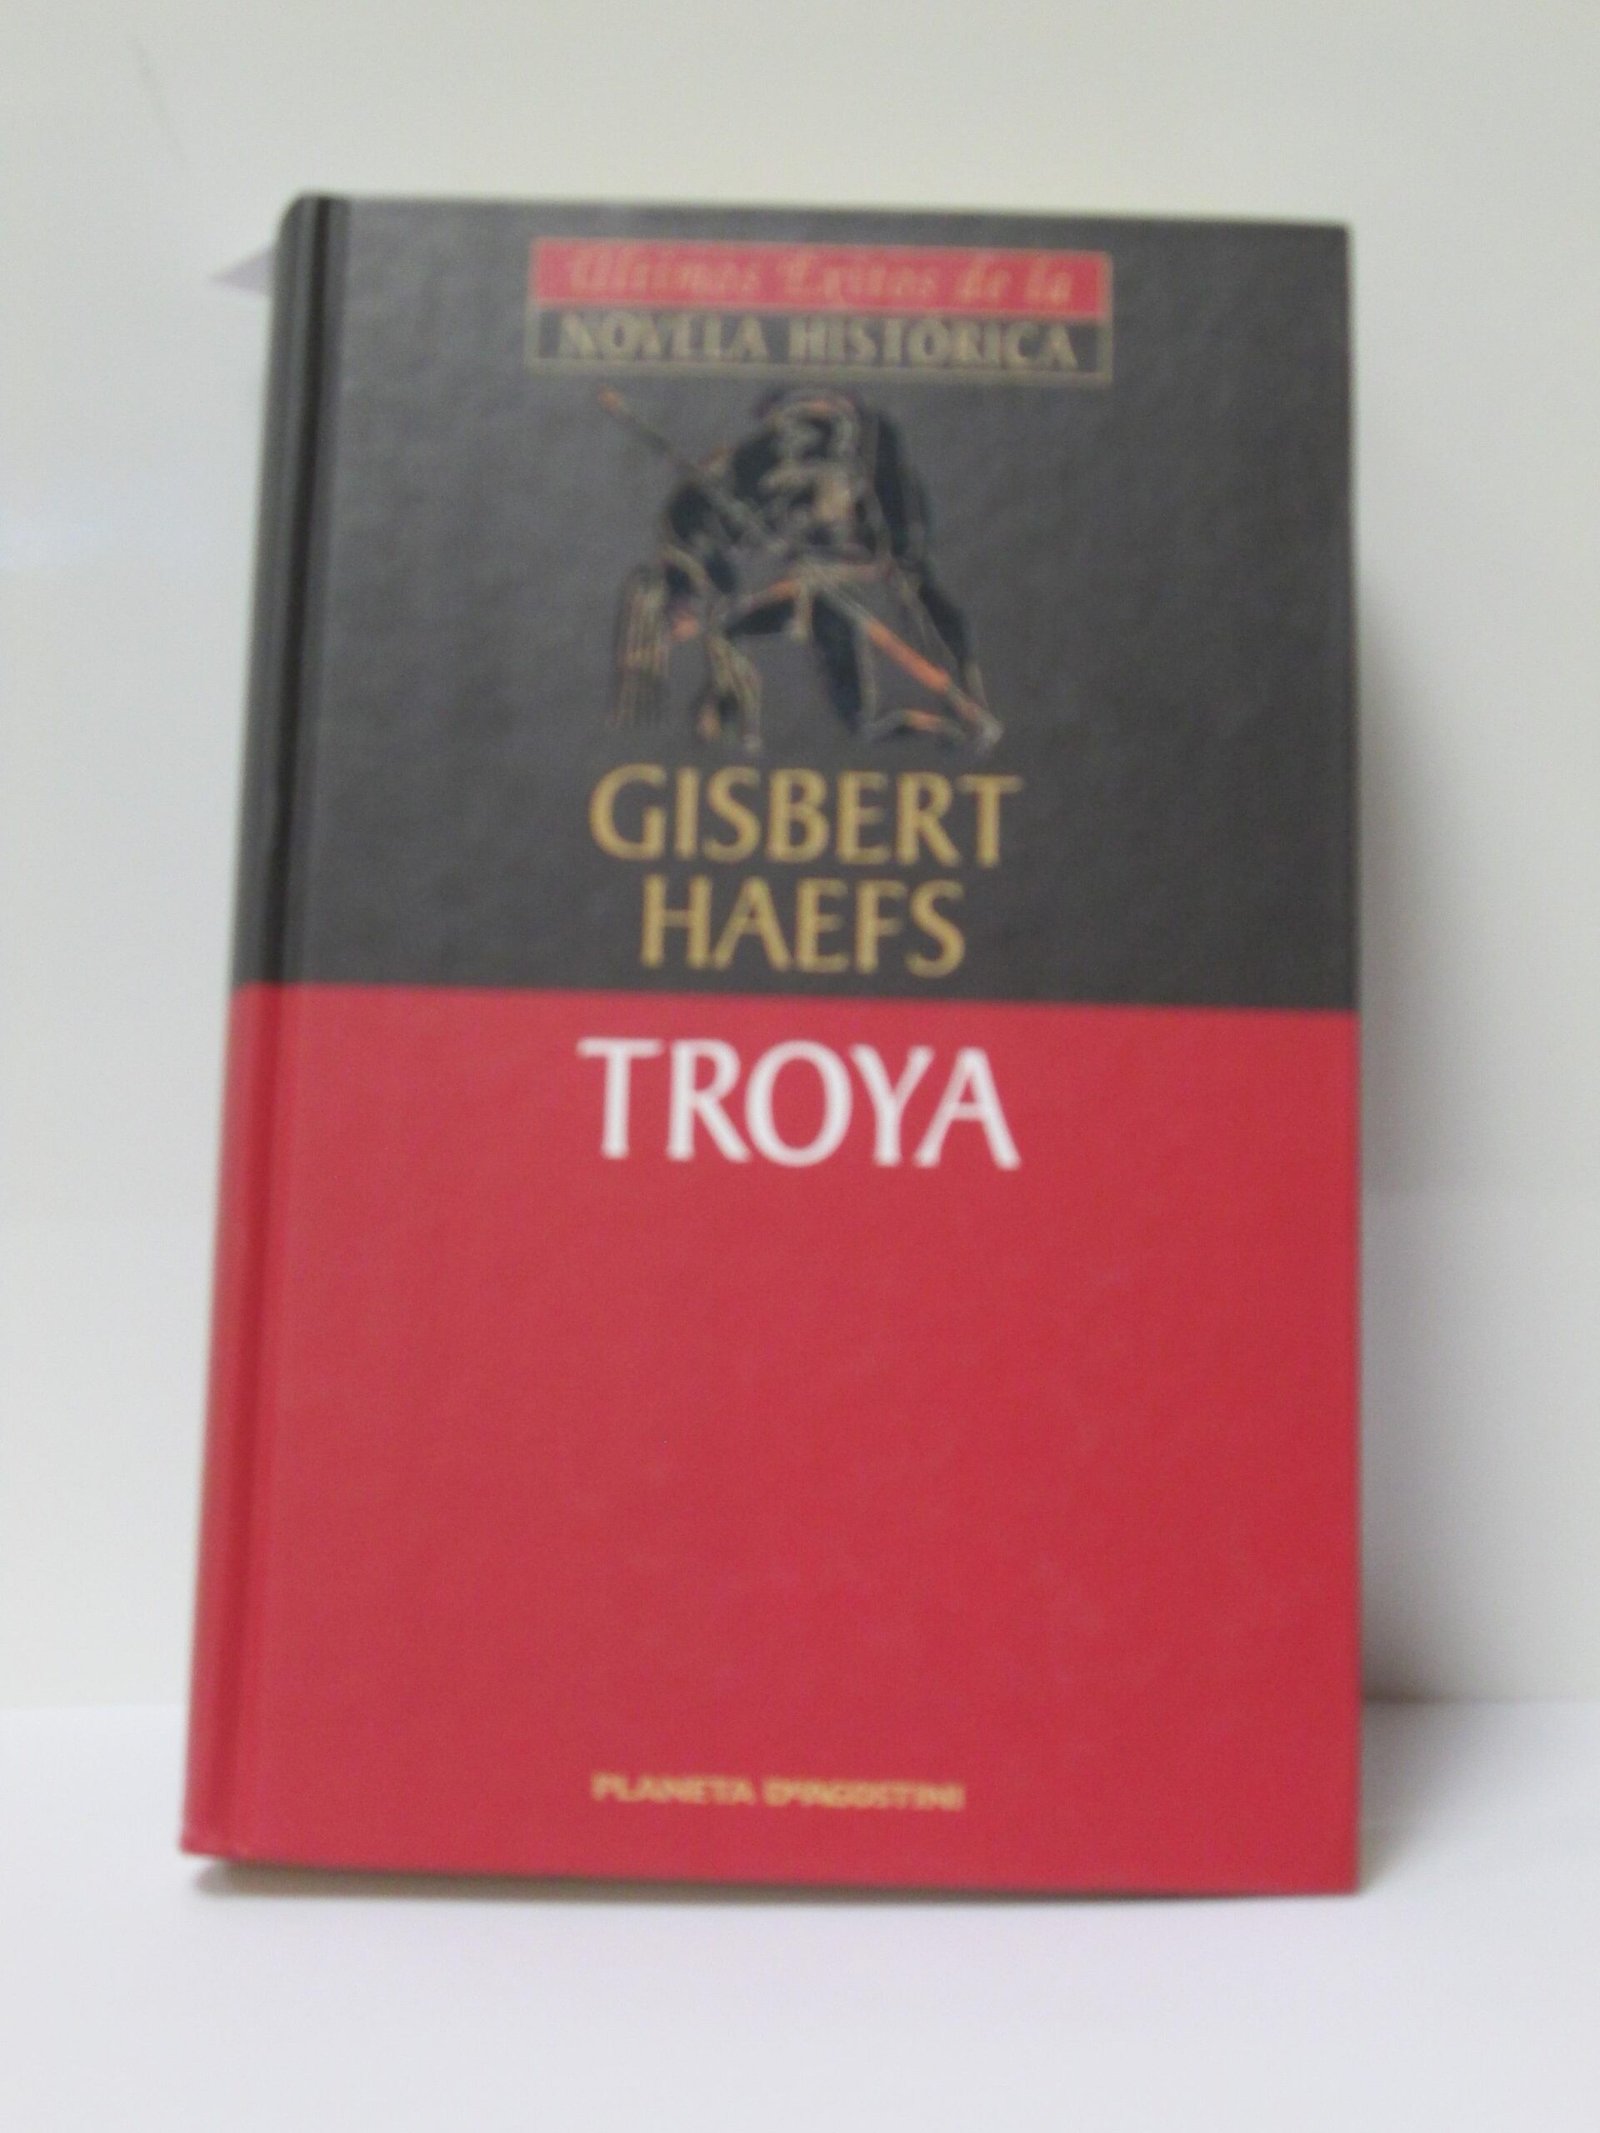 Últimos Éxitos de la
NOVELA HISTÓRICA
GISBERT
HAEFS
TROYA
PLANETA DEAGOSTINI